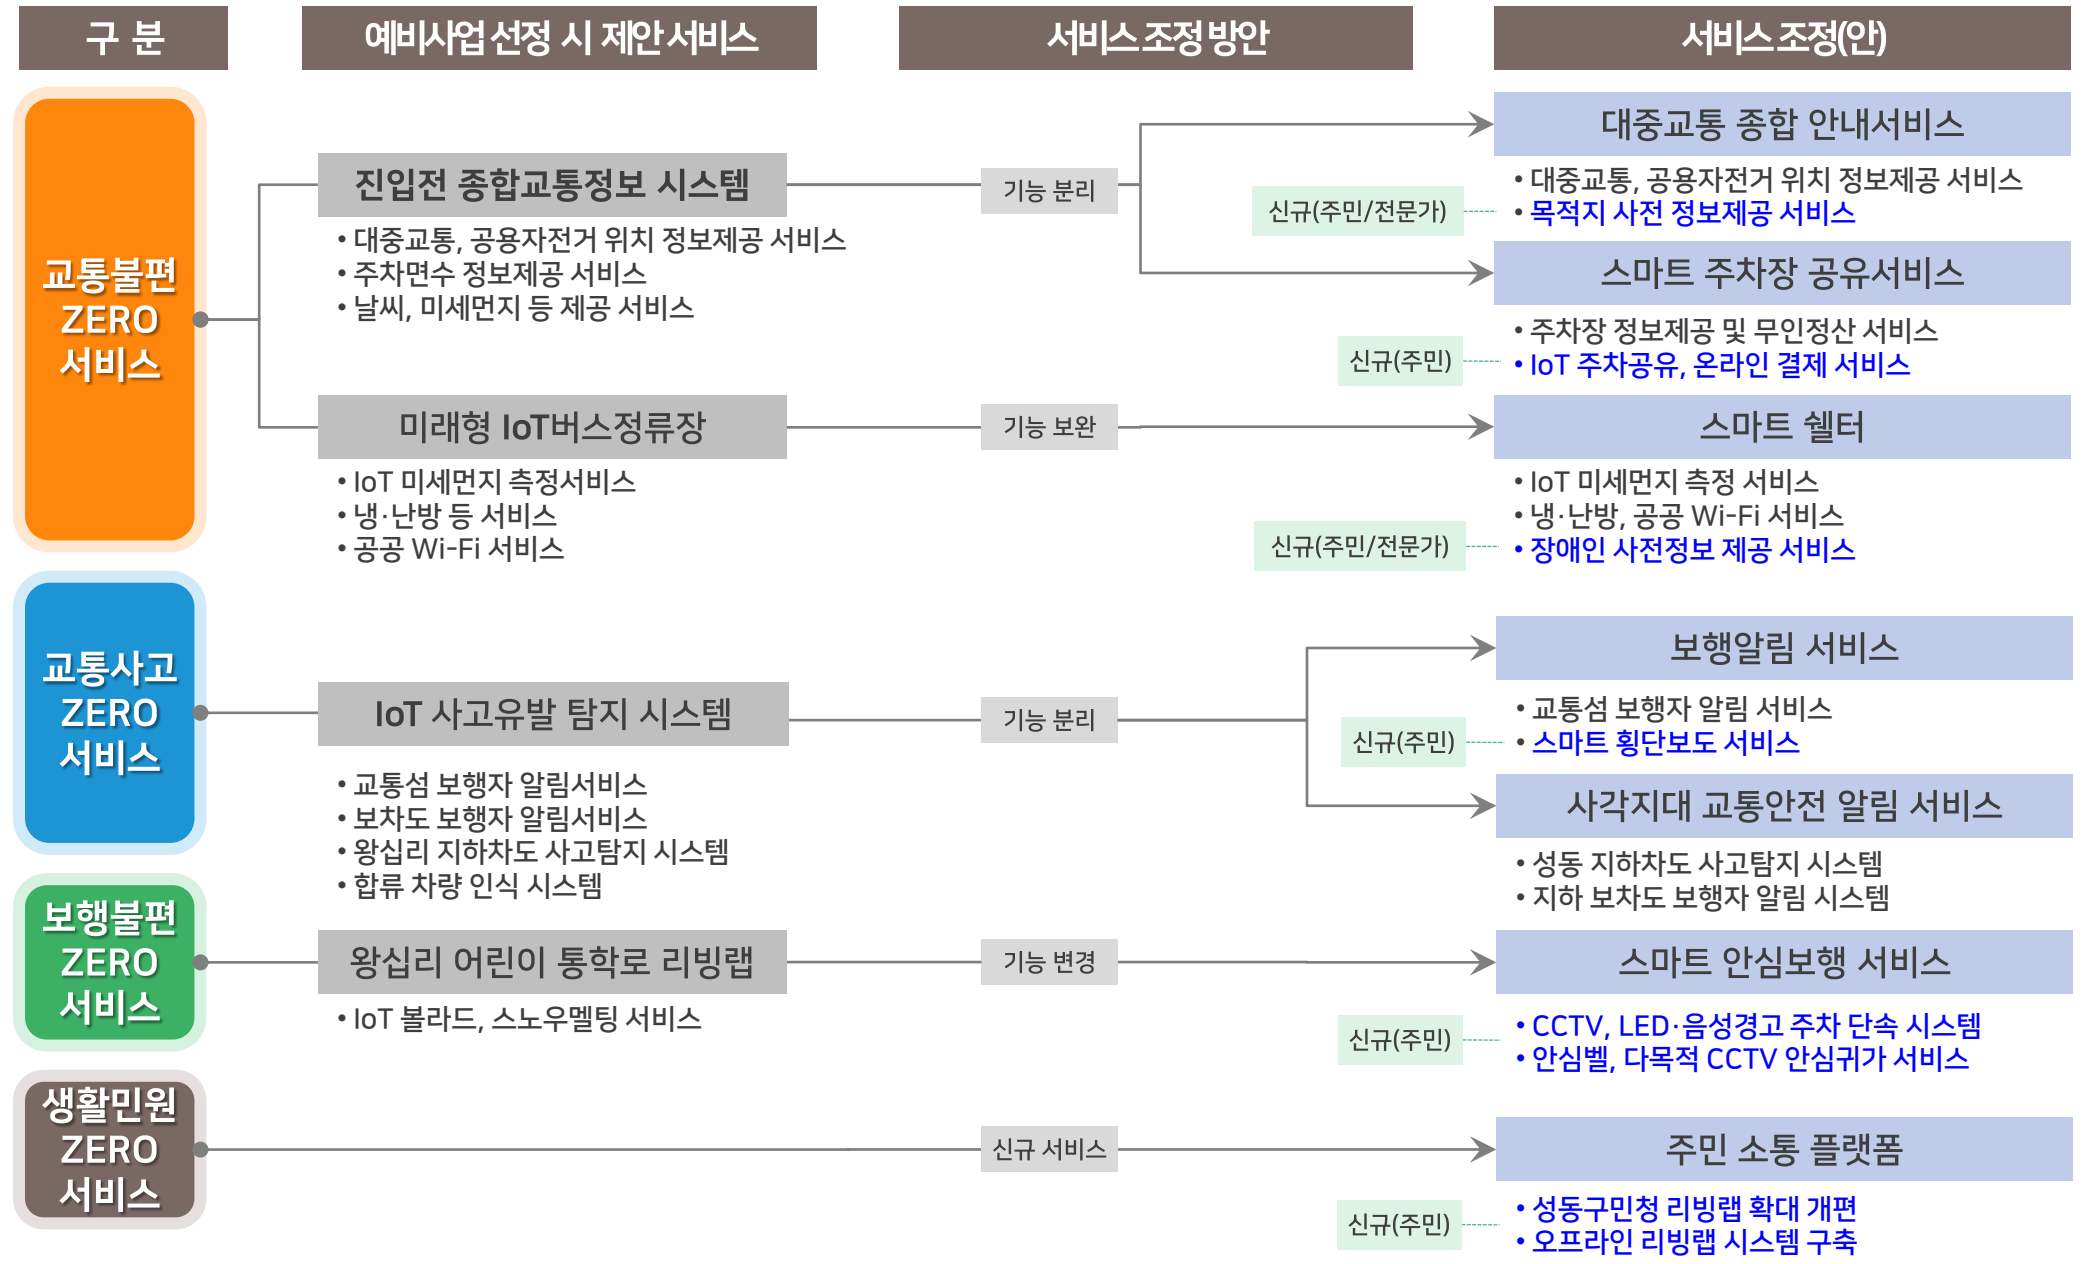 구 분
예비사업 선정 시 제안 서비스
서비스 조정 방안
서비스 조정(안)
교통불편
ZERO
서비스
진입전 종합교통정보 시스템
• 대중교통, 공용자전거 위치 정보제공 서비스
• 주차면수 정보제공 서비스
• 날씨, 미세먼지 등 제공 서비스
기능 분리
대중교통 종합 안내서비스
• 대중교통, 공용자전거 위치 정보제공 서비스
신규(주민/전문가)
• 목적지 사전 정보제공 서비스
스마트 주차장 공유서비스
• 주차장 정보제공 및 무인정산 서비스
신규(주민)
• IoT 주차공유, 온라인 결제 서비스
미래형 IoT버스정류장
• IoT 미세먼지 측정서비스
• 냉·난방 등 서비스
• 공공 Wi-Fi 서비스
기능 보완
스마트 쉘터
• IoT 미세먼지 측정 서비스
• 냉·난방, 공공 Wi-Fi 서비스
신규(주민/전문가)
• 장애인 사전정보 제공 서비스
교통사고
ZERO
서비스
IoT 사고유발 탐지 시스템
• 교통섬 보행자 알림서비스
• 보차도 보행자 알림서비스
• 왕십리 지하차도 사고탐지 시스템
• 합류 차량 인식 시스템
기능 분리
보행알림 서비스
• 교통섬 보행자 알림 서비스
신규(주민)
• 스마트 횡단보도 서비스
사각지대 교통안전 알림 서비스
• 성동 지하차도 사고탐지 시스템
• 지하 보차도 보행자 알림 시스템
보행불편
ZERO
서비스
왕십리 어린이 통학로 리빙랩
• IoT 볼라드, 스노우멜팅 서비스
기능 변경
스마트 안심보행 서비스
신규(주민)
• CCTV, LED·음성경고 주차 단속 시스템
• 안심벨, 다목적 CCTV 안심귀가 서비스
생활민원
ZERO
서비스
신규 서비스
주민 소통 플랫폼
신규(주민)
• 성동구민청 리빙랩 확대 개편
• 오프라인 리빙랩 시스템 구축